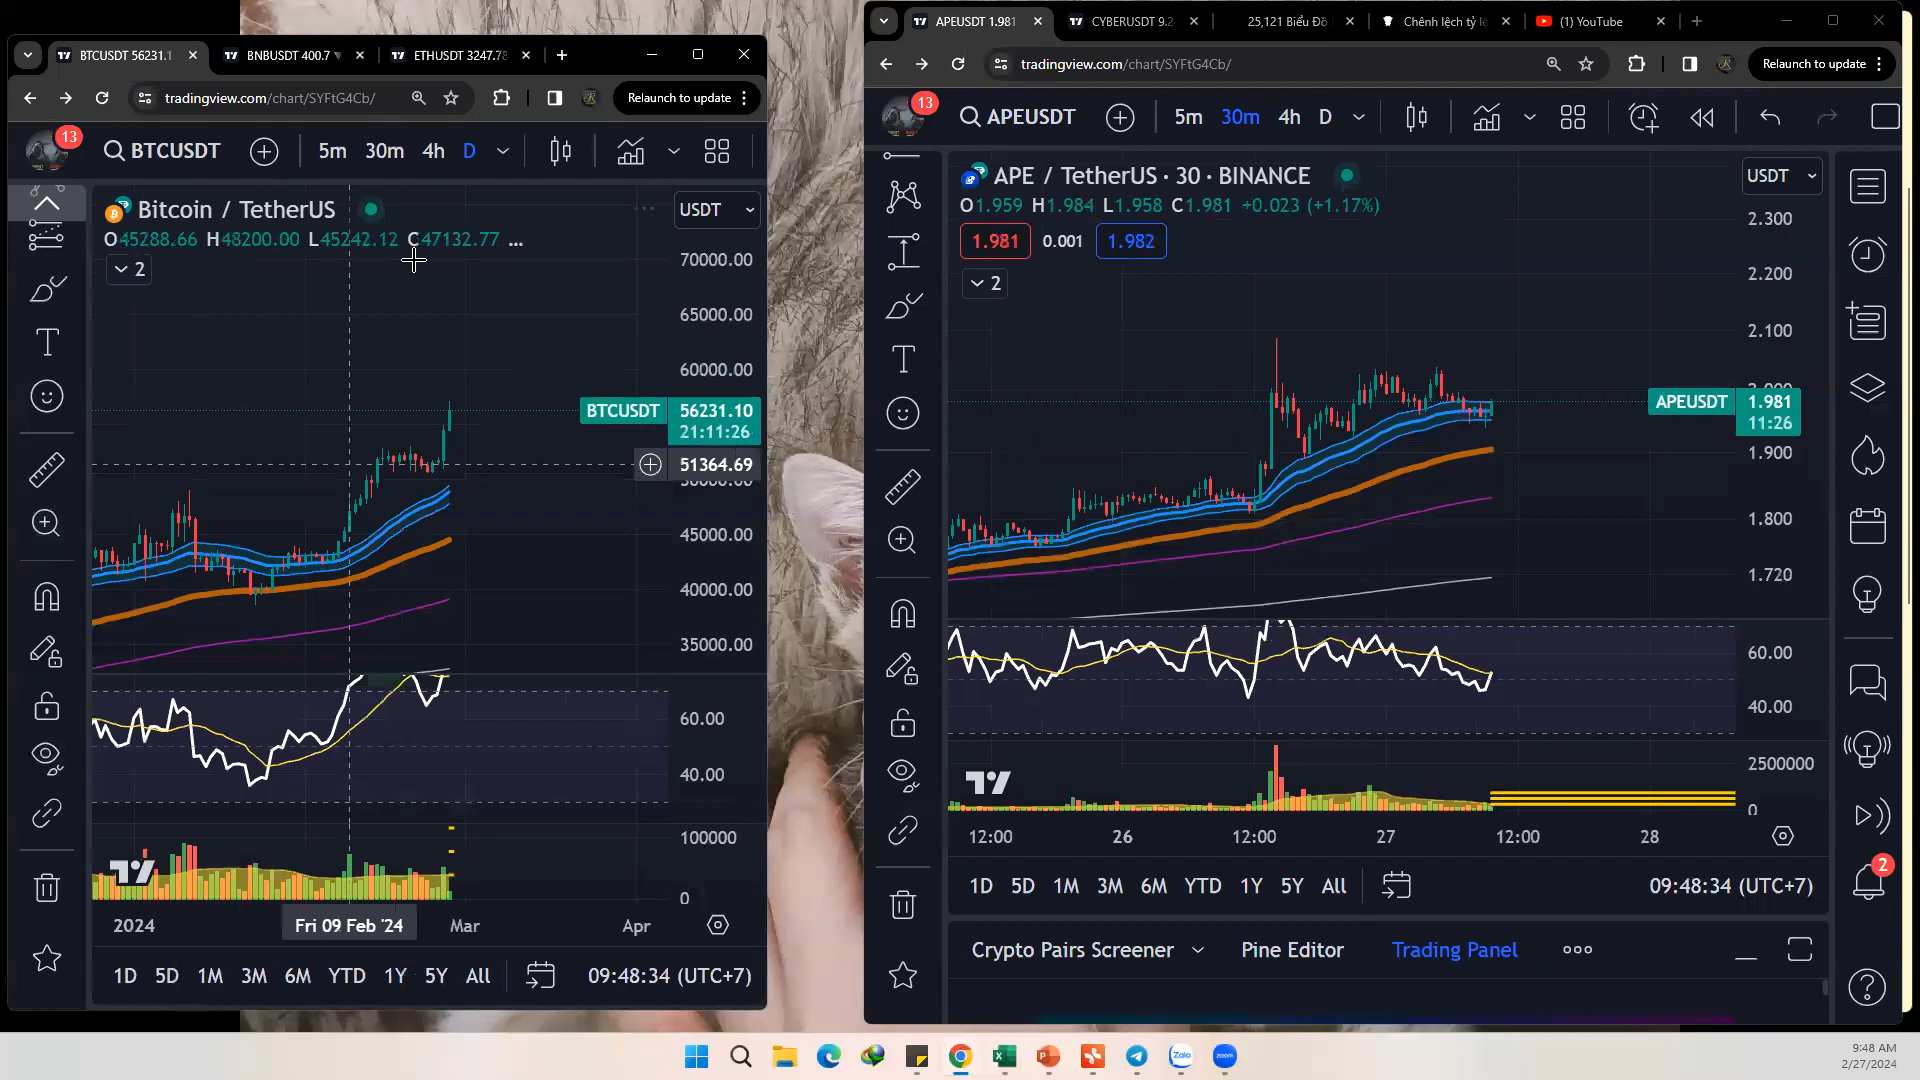 BTCUSDT 56231.1
BNBUSDT 400.7
ETHUSDT 3247.78
tradingview.com/chart/SYFtG4Cb/
Relaunch to update
13
BTCUSDT
5m 30m 4h D
Bitcoin / TetherUS
USDT
O45288.66 H48200.00 L45242.12 C47132.77 ...
2
70000.00
65000.00
60000.00
BTCUSDT 56231.10
21:11:26
51364.69
50000.00
45000.00
40000.00
35000.00
60.00
40.00
100000
0
2024 Fri 09 Feb '24 Mar Apr
1D 5D 1M 3M 6M YTD 1Y 5Y All 09:48:34 (UTC+7)
APEUSDT 1.981
CYBERUSDT 9.2
25,121 Biểu Đồ
Chênh lệch tỷ lệ
(1) YouTube
tradingview.com/chart/SYFtG4Cb/
Relaunch to update
13
APEUSDT
5m 30m 4h D
APE / TetherUS · 30 · BINANCE
USDT
O1.959 H1.984 L1.958 C1.981 +0.023 (+1.17%)
1.981 0.001 1.982
2
2.300
2.200
2.100
2.000
APEUSDT 1.981
11:26
1.900
1.800
1.720
60.00
40.00
2500000
0
12:00 26 12:00 27 12:00 28
1D 5D 1M 3M 6M YTD 1Y 5Y All 09:48:34 (UTC+7)
Crypto Pairs Screener Pine Editor Trading Panel
2
Zalo
zoom
9:48 AM
2/27/2024